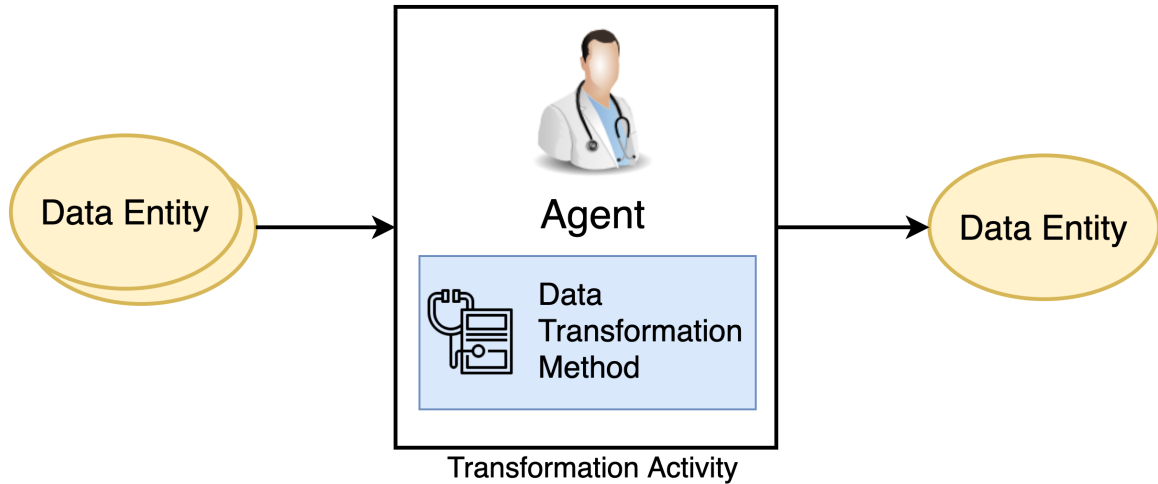 Data Entity
Agent
Data
Transformation
Method
Data Entity
Transformation Activity